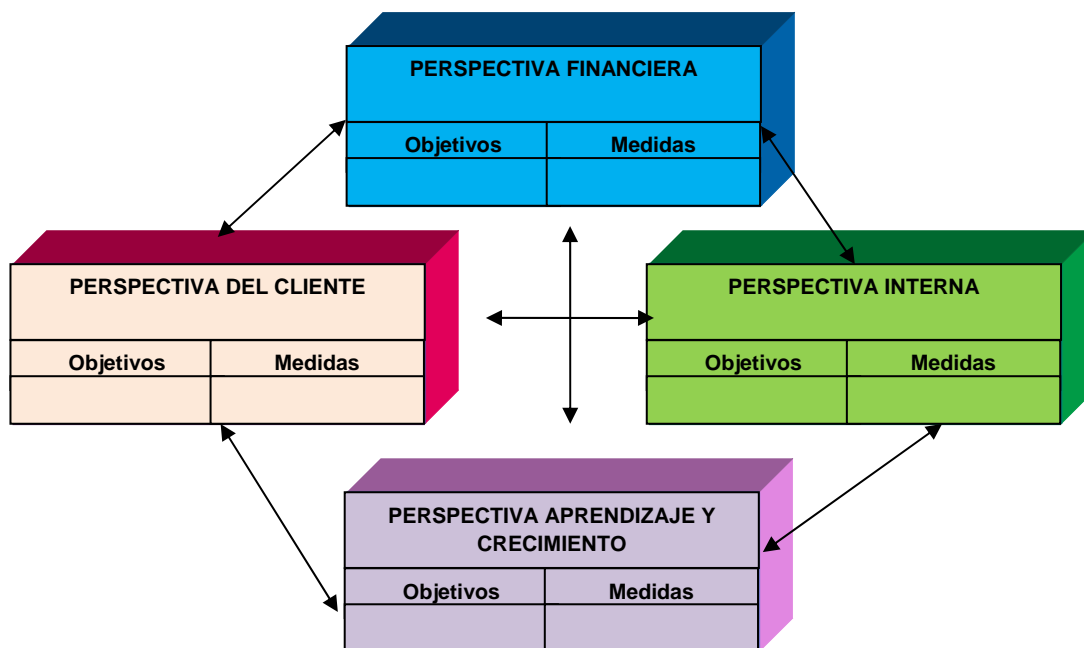 PERSPECTIVA FINANCIERA
Objetivos Medidas
PERSPECTIVA DEL CLIENTE
Objetivos Medidas
PERSPECTIVA INTERNA
Objetivos Medidas
PERSPECTIVA APRENDIZAJE Y
CRECIMIENTO
Objetivos Medidas